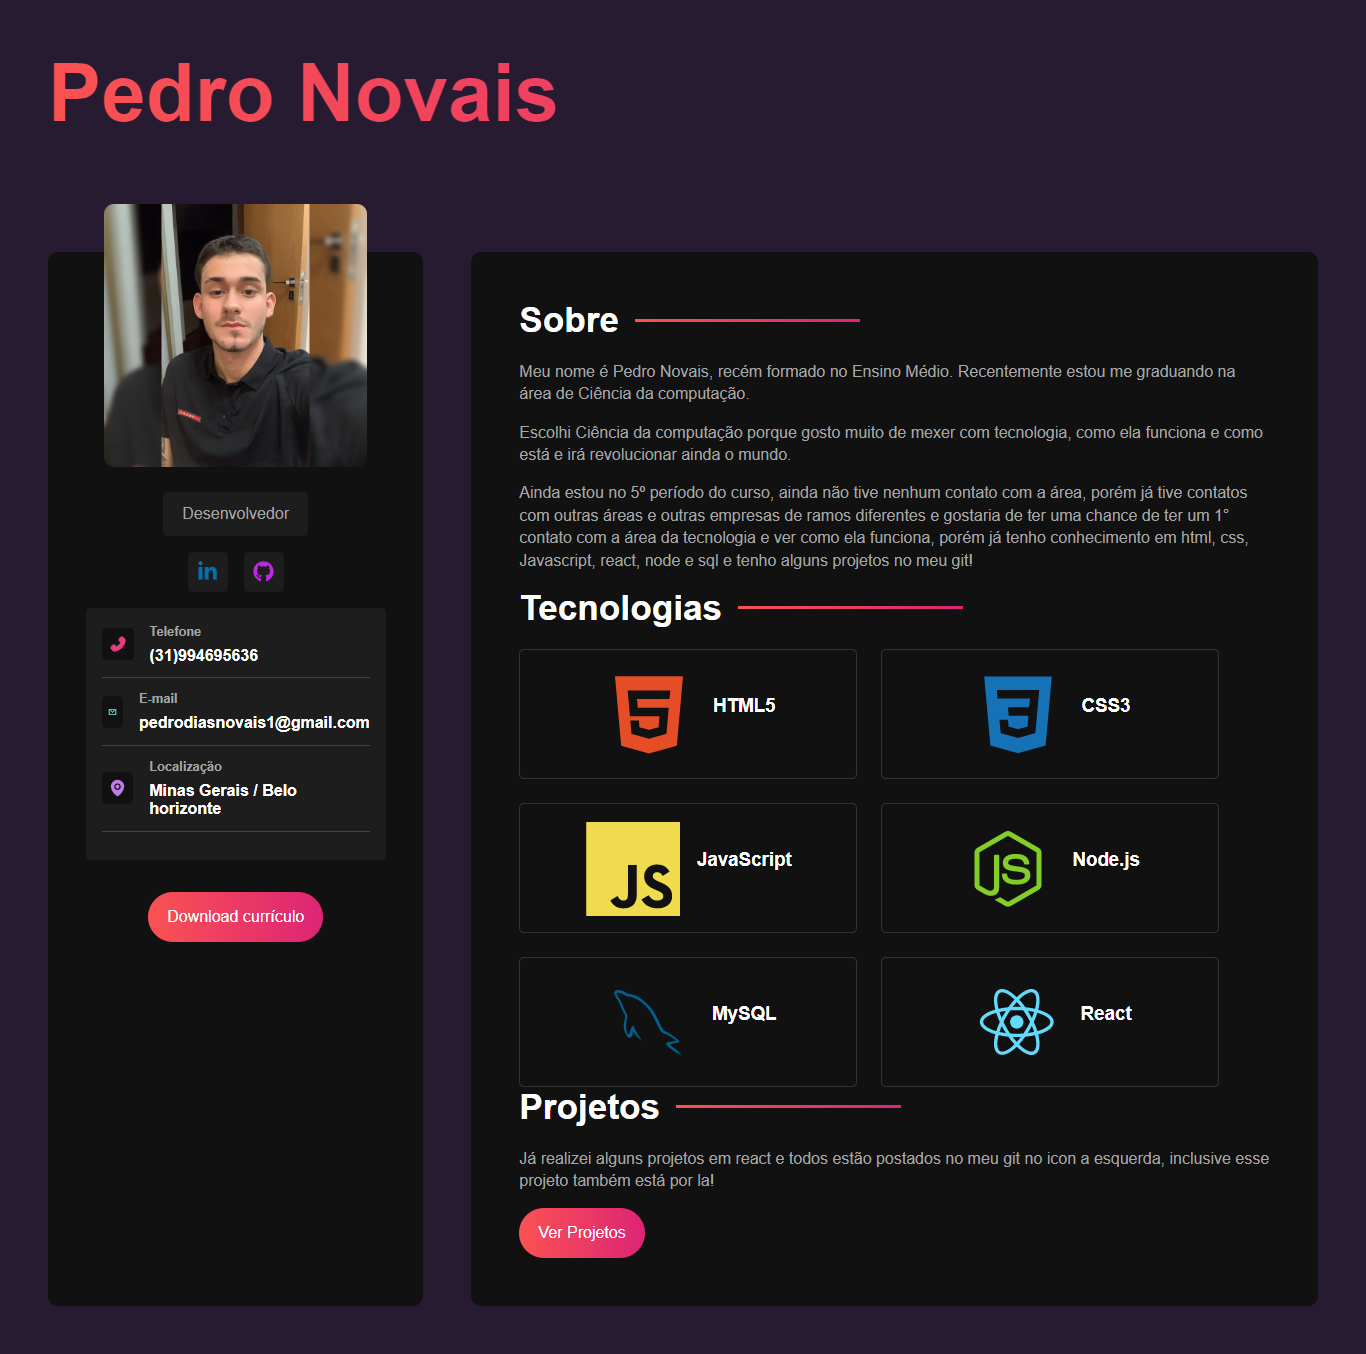 Pedro Novais
Desenvolvedor
in
Telefone
(31)994695636
E-mail
pedrodiasnovais1@gmail.com
Localização
Minas Gerais / Belo
horizonte
Download currículo
Sobre
Meu nome é Pedro Novais, recém formado no Ensino Médio. Recentemente estou me graduando na
área de Ciência da computação.
Escolhi Ciência da computação porque gosto muito de mexer com tecnologia, como ela funciona e como
está e irá revolucionar ainda o mundo.
Ainda estou no 5º período do curso, ainda não tive nenhum contato com a área, porém já tive contatos
com outras áreas e outras empresas de ramos diferentes e gostaria de ter uma chance de ter um 1°
contato com a área da tecnologia e ver como ela funciona, porém já tenho conhecimento em html, css,
Javascript, react, node e sql e tenho alguns projetos no meu git!
Tecnologias
5 HTML5
3 CSS3
JS JavaScript
JS Node.js
MySQL
React
Projetos
Já realizei alguns projetos em react e todos estão postados no meu git no icon a esquerda, inclusive esse
projeto também está por la!
Ver Projetos